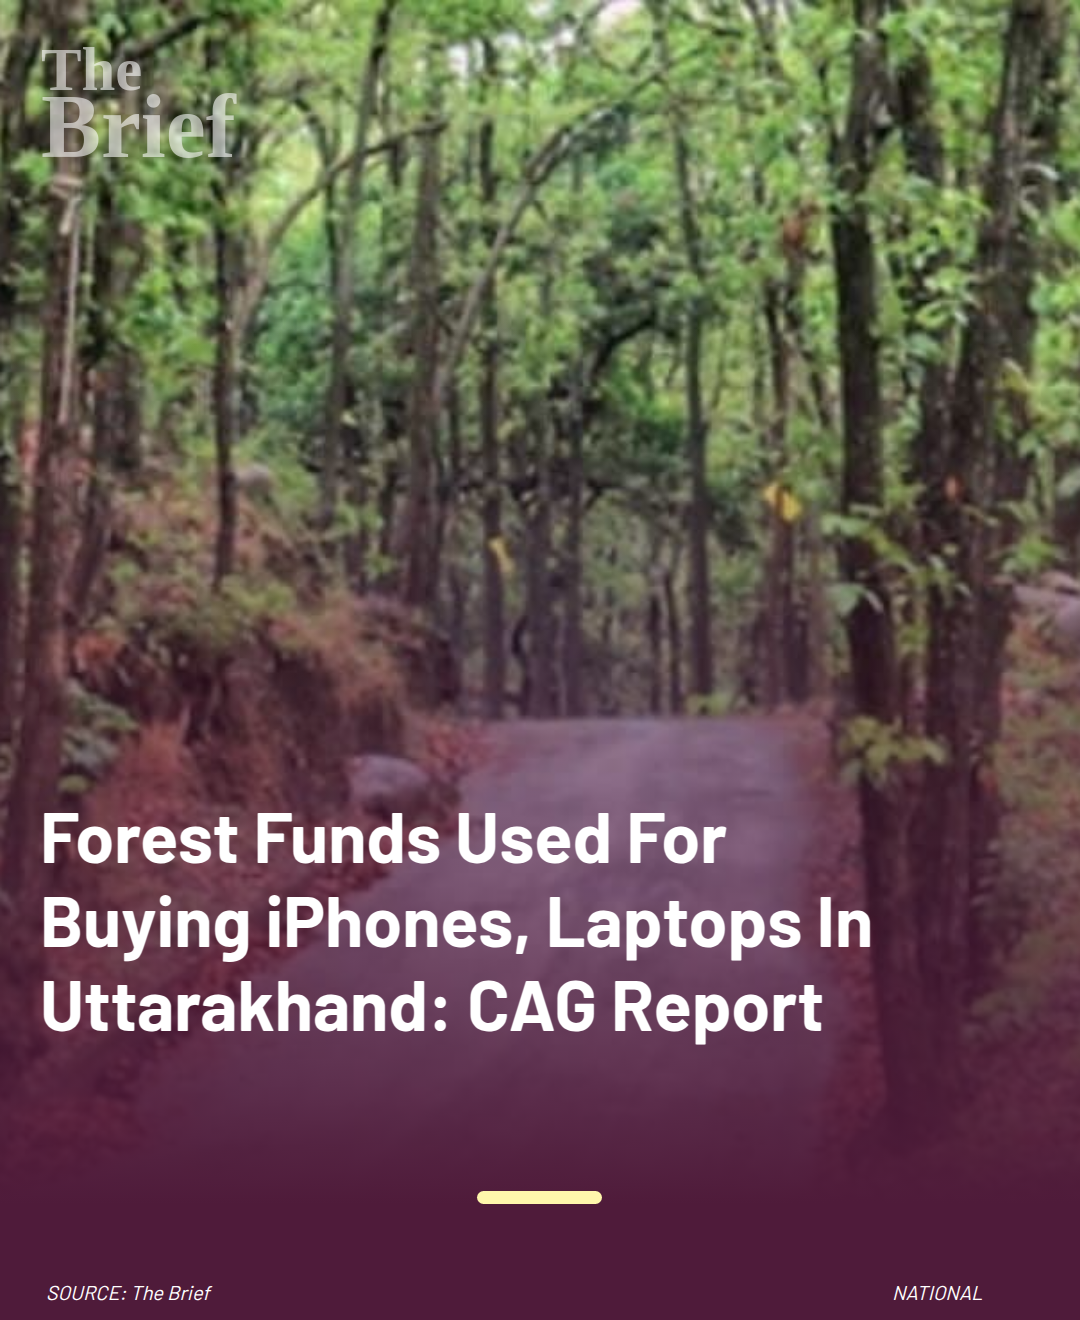 The
Brief
Forest Funds Used For
Buying iPhones, Laptops In
Uttarakhand: CAG Report
SOURCE: The Brief
NATIONAL